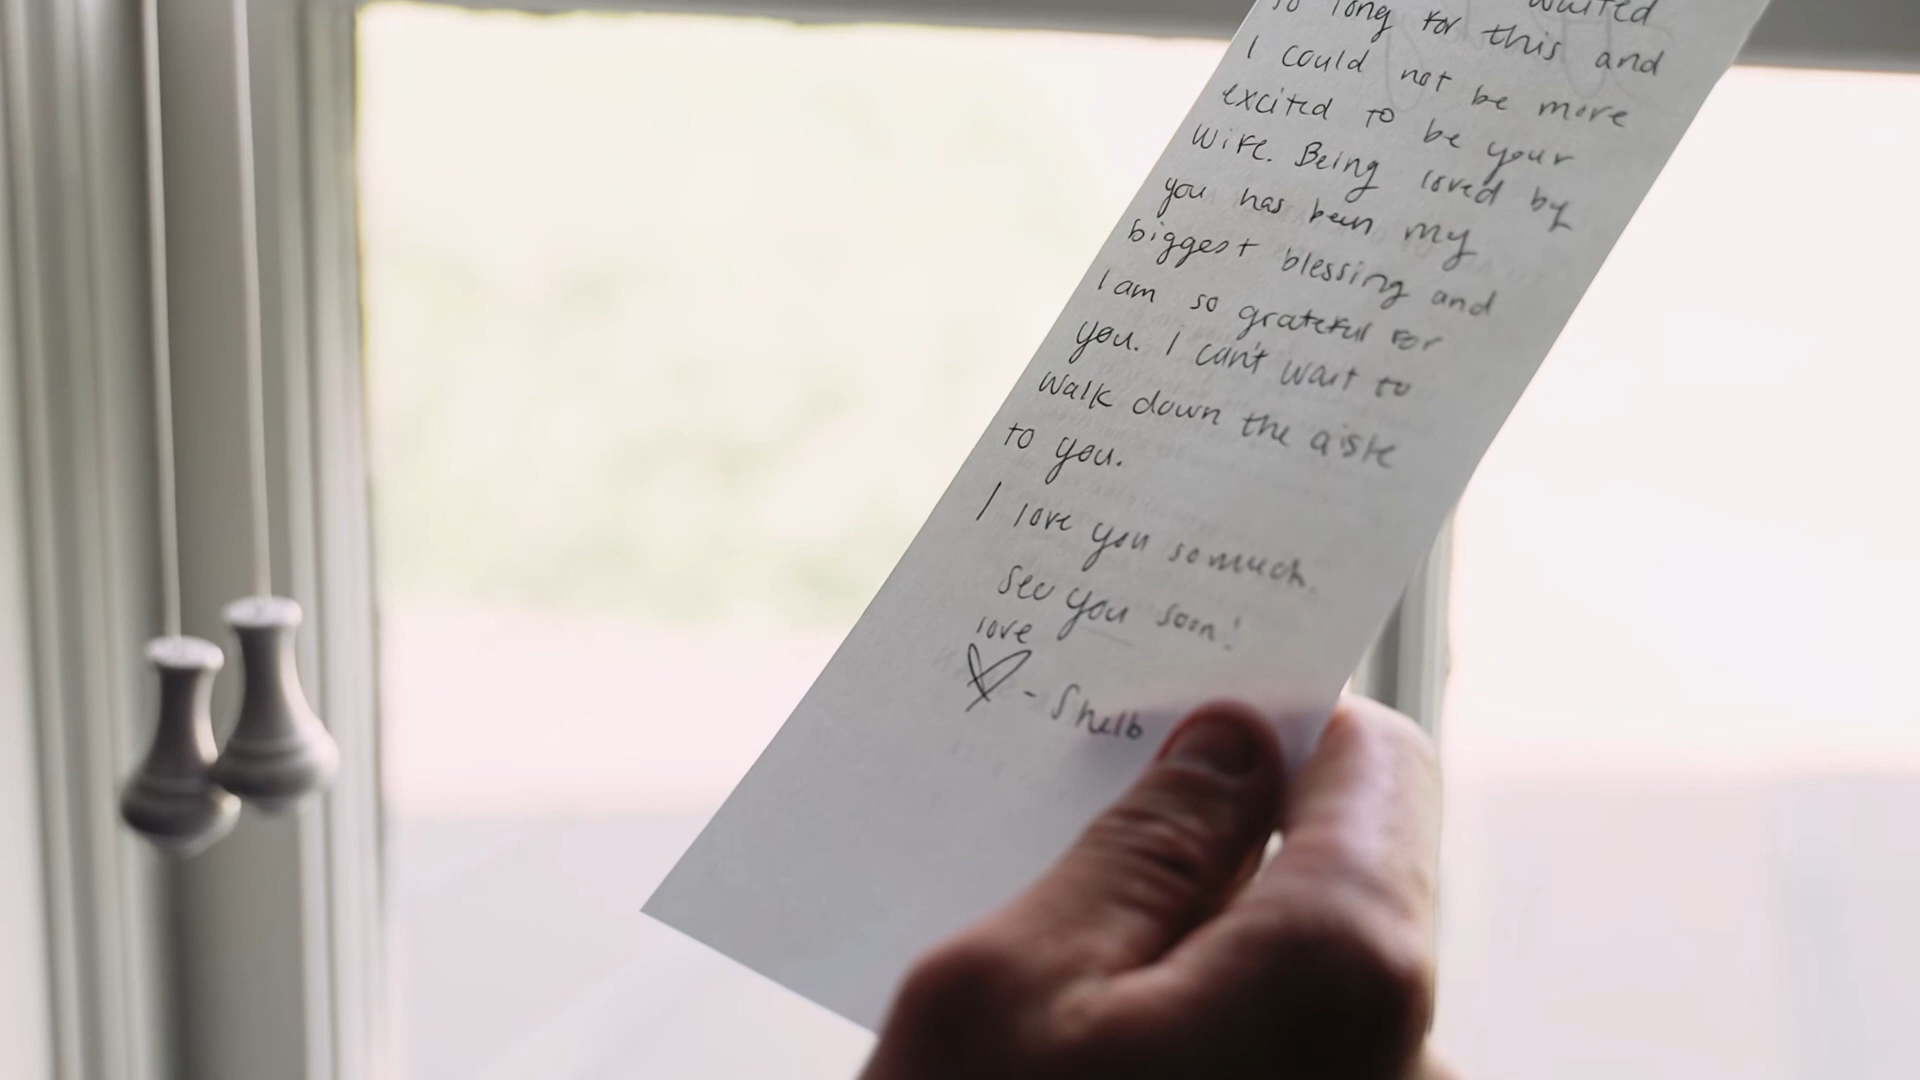 waited
so long for this and
I could not be more
excited to be your
wife. Being loved by
you has been my
biggest blessing and
I am so grateful for
you. I can't wait to
walk down the aisle
to you.
I love you so much.
See you soon!
love
- Shelb